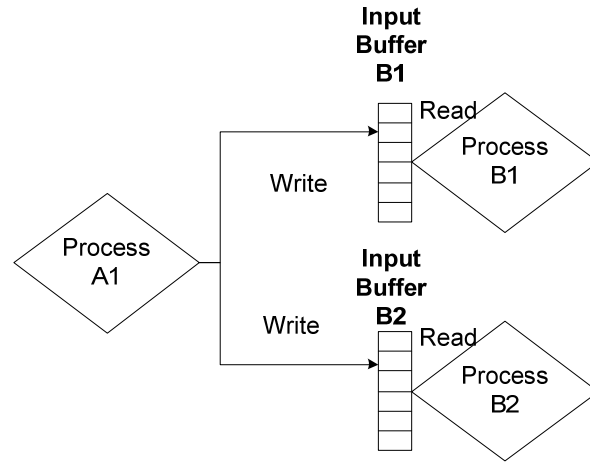 Input
Buffer
B1
Read
Process
B1
Write
Process
A1
Input
Buffer
B2
Write
Read
Process
B2